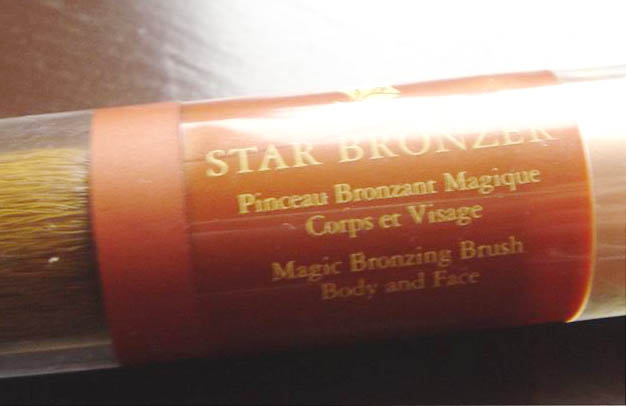 STAR BRONZER
Pinceau Bronzant Magique
Corps et Visage
Magic Bronzing Brush
Body and Face